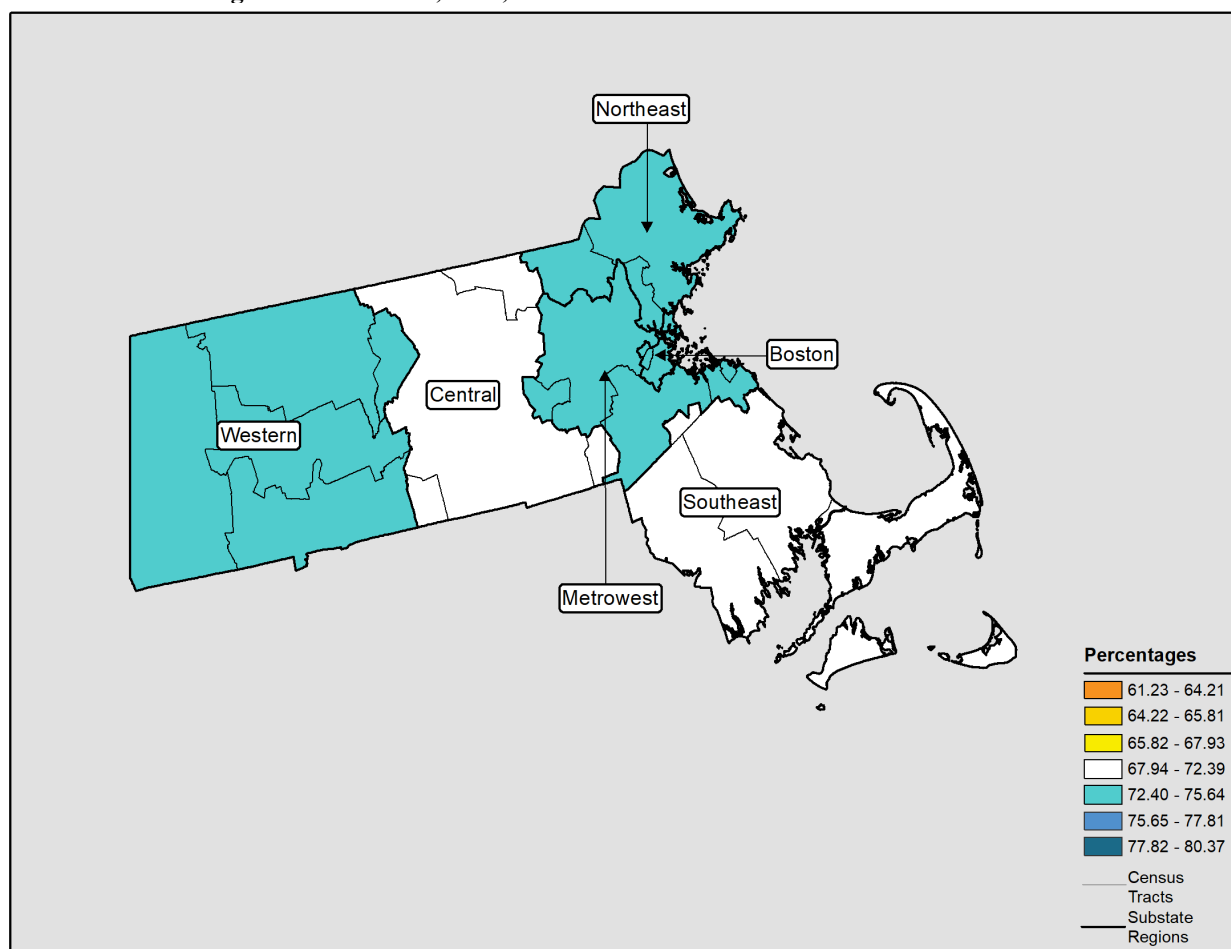 Northeast
Boston
Central
Western
Southeast
Metrowest
Percentages
61.23 - 64.21
64.22 - 65.81
65.82 - 67.93
67.94 - 72.39
72.40 - 75.64
75.65 - 77.81
77.82 - 80.37
Census
Tracts
Substate
Regions